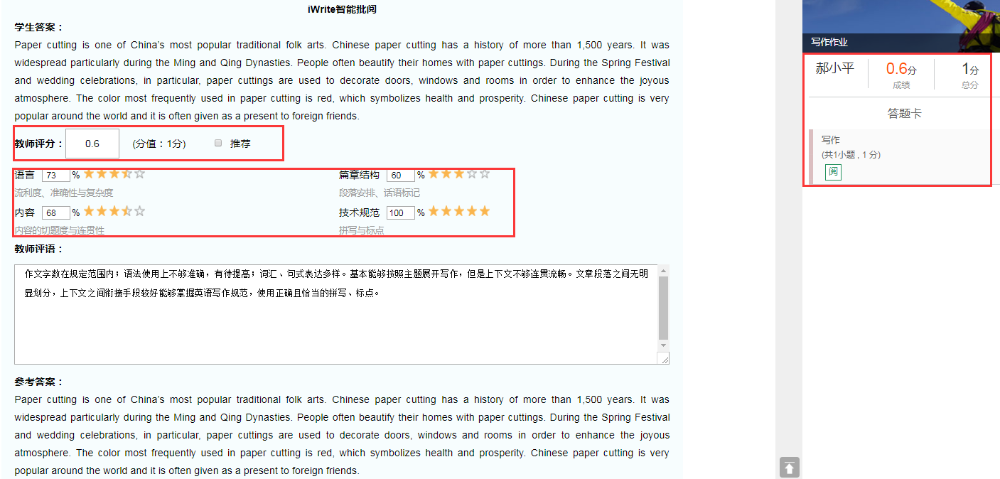 iWrite智能批阅
学生答案：
Paper cutting is one of China's most popular traditional folk arts. Chinese paper cutting has a history of more than 1,500 years. It was
widespread particularly during the Ming and Qing Dynasties. People often beautify their homes with paper cuttings. During the Spring Festival
and wedding celebrations, in particular, paper cuttings are used to decorate doors, windows and rooms in order to enhance the joyous
atmosphere. The color most frequently used in paper cutting is red, which symbolizes health and prosperity. Chinese paper cutting is very
popular around the world and it is often given as a present to foreign friends.
教师评分： 0.6 (分值：1分) 推荐
语言 73 % 篇章结构 60 %
流利度、准确性与复杂度 段落安排、话语标记
内容 68 % 技术规范 100 %
内容的切题度与连贯性 拼写与标点
教师评语：
作文字数在规定范围内；语法使用上不够准确，有待提高；词汇、句式表达多样。基本能够按照主题展开写作，但是上下文不够连贯流畅。文章段落之间无明
显划分，上下文之间衔接手段较好能够掌握英语写作规范，使用正确且恰当的拼写、标点。
参考答案：
Paper cutting is one of China's most popular traditional folk arts. Chinese paper cutting has a history of more than 1,500 years. It was
widespread particularly during the Ming and Qing Dynasties. People often beautify their homes with paper cuttings. During the Spring Festival
and wedding celebrations, in particular, paper cuttings are used to decorate doors, windows and rooms in order to enhance the joyous
atmosphere. The color most frequently used in paper cutting is red, which symbolizes health and prosperity. Chinese paper cutting is very
popular around the world and it is often given as a present to foreign friends.
写作作业
郝小平 0.6分 1分
成绩 总分
答题卡
写作
(共1小题 , 1 分)
阅